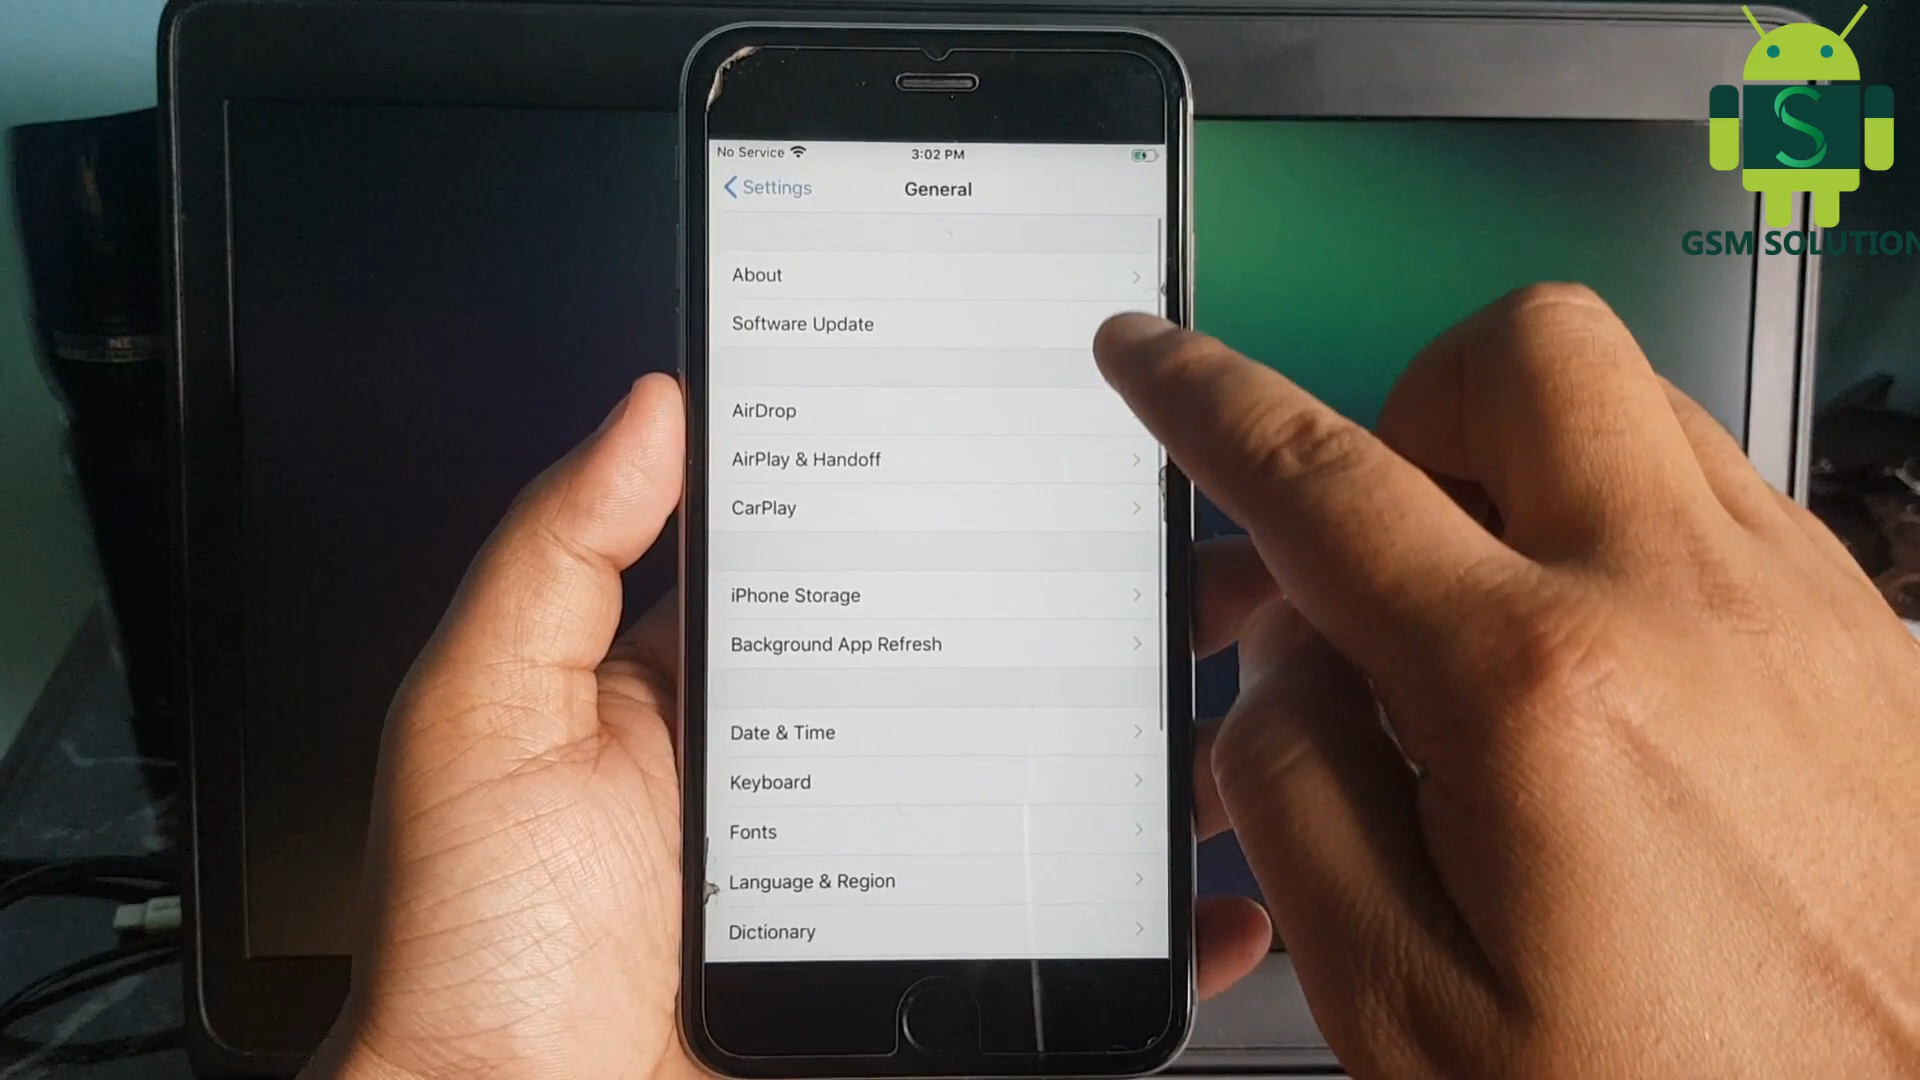 No Service
3:02 PM
Settings
General
About
Software Update
AirDrop
AirPlay & Handoff
CarPlay
iPhone Storage
Background App Refresh
Date & Time
Keyboard
Fonts
Language & Region
Dictionary
S
GSM SOLUTION
NE